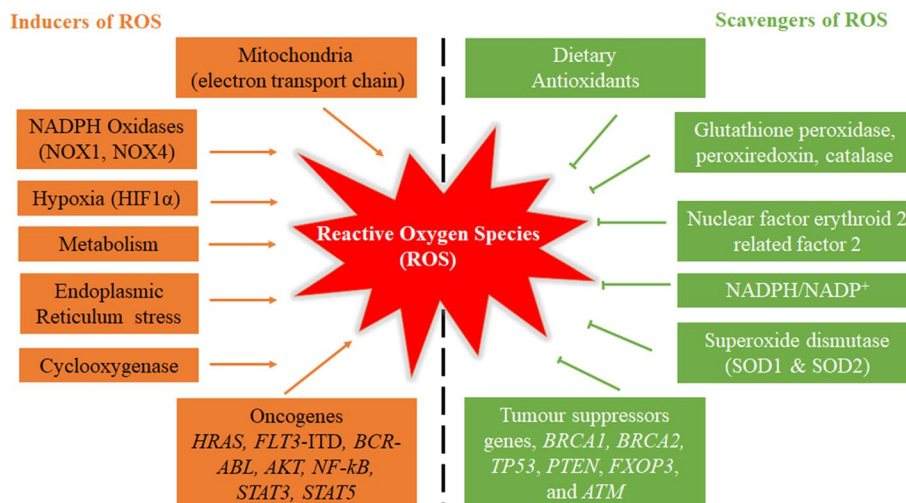 Inducers of ROS
Scavengers of ROS
Mitochondria
(electron transport chain)
Dietary
Antioxidants
NADPH Oxidases
(NOX1, NOX4)
Glutathione peroxidase,
peroxiredoxin, catalase
Hypoxia (HIF1α)
Metabolism
Reactive Oxygen Species
(ROS)
Nuclear factor erythroid 2
related factor 2
Endoplasmic
Reticulum stress
NADPH/NADP⁺
Cyclooxygenase
Superoxide dismutase
(SOD1 & SOD2)
Oncogenes
HRAS, FLT3-ITD, BCR-
ABL, AKT, NF-kB,
STAT3, STAT5
Tumour suppressors
genes, BRCA1, BRCA2,
TP53, PTEN, FXOP3,
and ATM